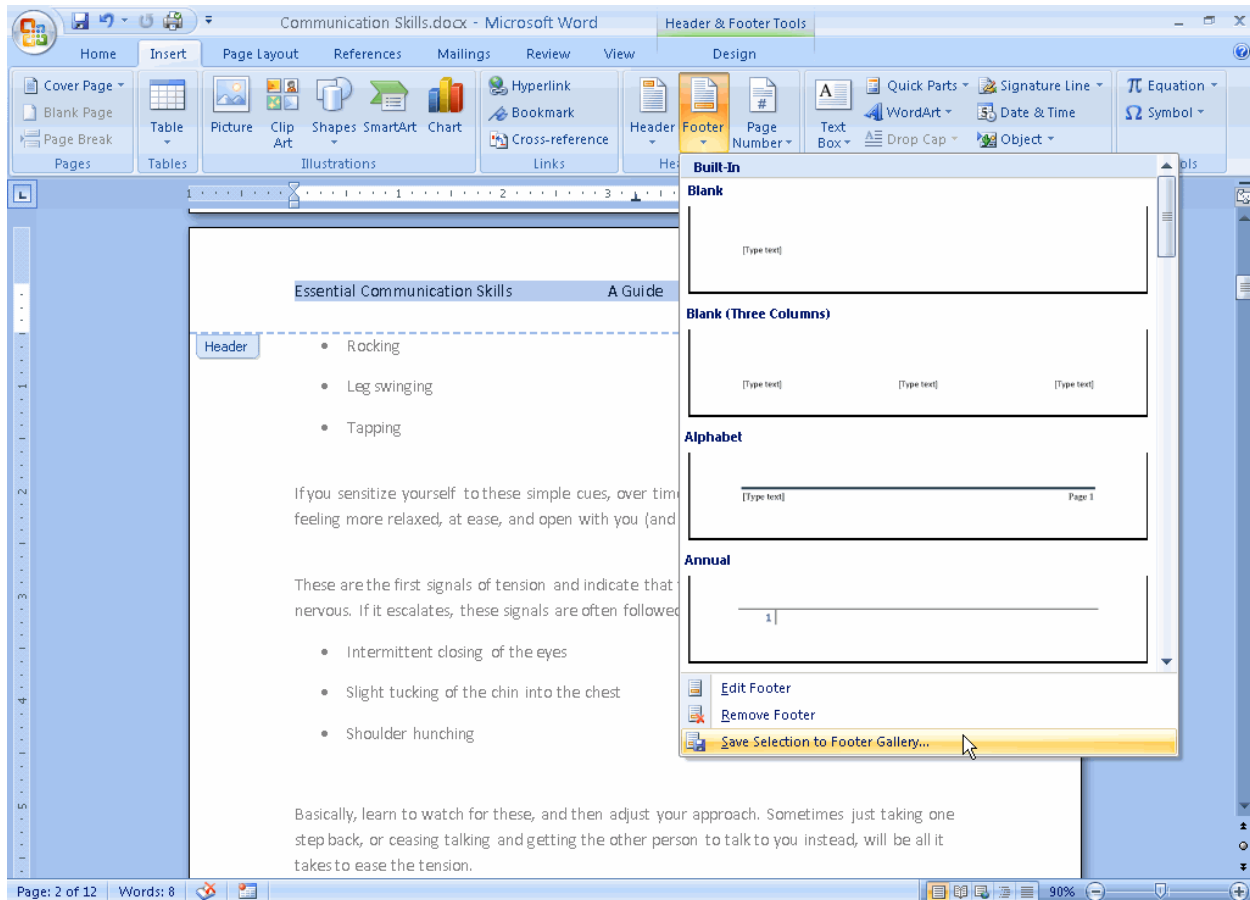 Communication Skills.docx - Microsoft Word
Header & Footer Tools
Home Insert Page Layout References Mailings Review View Design
Cover Page
Blank Page
Page Break
Pages
Table
Tables
Picture
Clip
Art
Shapes
SmartArt
Chart
Illustrations
Hyperlink
Bookmark
Cross-reference
Links
Header
Footer
Page
Number
#
Text
Box
A
Quick Parts
WordArt
Drop Cap
Signature Line
Date & Time
Object
π Equation
Ω Symbol
L
1 2 3
Built-In
Blank
[Type text]
Blank (Three Columns)
[Type text] [Type text] [Type text]
Alphabet
[Type text] Page 1
Annual
1
Edit Footer
Remove Footer
Save Selection to Footer Gallery...
Essential Communication Skills A Guide
Header
• Rocking
• Leg swinging
• Tapping
If you sensitize yourself to these simple cues, over
feeling more relaxed, at ease, and open with you (and
These are the first signals of tension and indicate that
nervous. If it escalates, these signals are often
• Intermittent closing of the eyes
• Slight tucking of the chin into the chest
• Shoulder hunching
Basically, learn to watch for these, and then adjust your approach. Sometimes just taking one
step back, or ceasing talking and getting the other person to talk to you instead, will be all it
takes to ease the tension.
1
2
3
4
5
Page: 2 of 12 Words: 8 90%